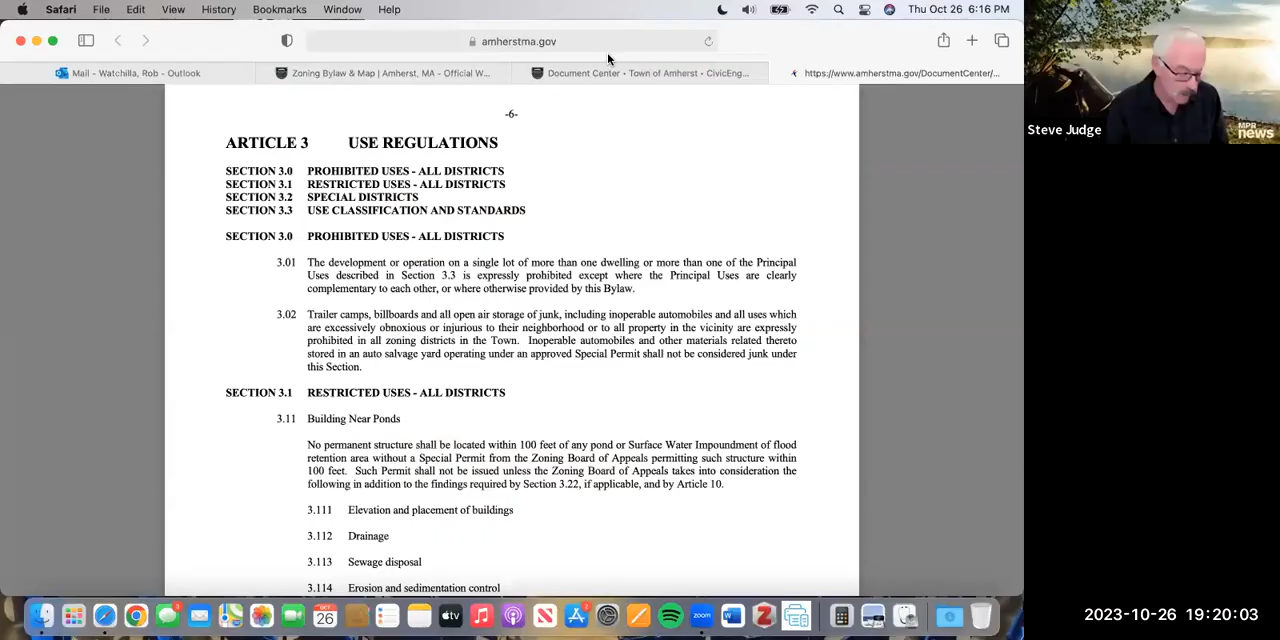 Safari File Edit View History Bookmarks Window Help Thu Oct 26 6:16 PM
amherstma.gov
Mail - Watchilla, Rob - Outlook
Zoning Bylaw & Map | Amherst, MA - Official W...
Document Center • Town of Amherst • CivicEng...
https://www.amherstma.gov/DocumentCenter/...
-6-
ARTICLE 3 USE REGULATIONS
SECTION 3.0 PROHIBITED USES - ALL DISTRICTS
SECTION 3.1 RESTRICTED USES - ALL DISTRICTS
SECTION 3.2 SPECIAL DISTRICTS
SECTION 3.3 USE CLASSIFICATION AND STANDARDS
SECTION 3.0 PROHIBITED USES - ALL DISTRICTS
3.01 The development or operation on a single lot of more than one dwelling or more than one of the Principal
Uses described in Section 3.3 is expressly prohibited except where the Principal Uses are clearly
complementary to each other, or where otherwise provided by this Bylaw.
3.02 Trailer camps, billboards and all open air storage of junk, including inoperable automobiles and all uses which
are excessively obnoxious or injurious to their neighborhood or to all property in the vicinity are expressly
prohibited in all zoning districts in the Town. Inoperable automobiles and other materials related thereto
stored in an auto salvage yard operating under an approved Special Permit shall not be considered junk under
this Section.
SECTION 3.1 RESTRICTED USES - ALL DISTRICTS
3.11 Building Near Ponds
No permanent structure shall be located within 100 feet of any pond or Surface Water Impoundment of flood
retention area without a Special Permit from the Zoning Board of Appeals permitting such structure within
100 feet. Such Permit shall not be issued unless the Zoning Board of Appeals takes into consideration the
following in addition to the findings required by Section 3.22, if applicable, and by Article 10.
3.111 Elevation and placement of buildings
3.112 Drainage
3.113 Sewage disposal
3.114 Erosion and sedimentation control
OCT
26
tv
zoom
Steve Judge
MPR
news
2023-10-26 19:20:03